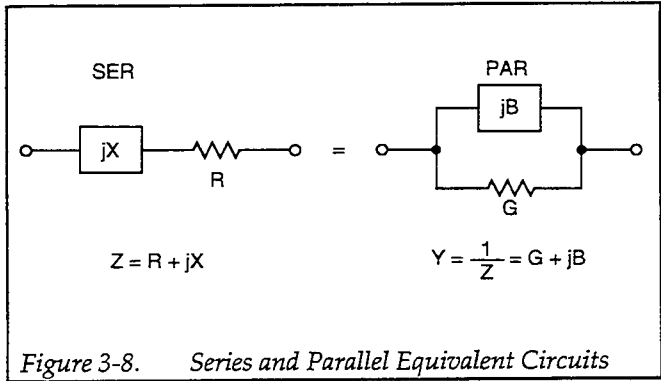 SER
PAR
jX
R
=
jB
G
Z = R + jX
Y = 1/Z = G + jB
Figure 3-8. Series and Parallel Equivalent Circuits